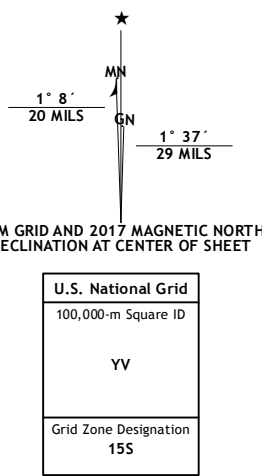 ★
MN
1° 8´
20 MILS
GN
1° 37´
29 MILS
M GRID AND 2017 MAGNETIC NORTH
ECLINATION AT CENTER OF SHEET
U.S. National Grid
100,000-m Square ID
YV
Grid Zone Designation
15S